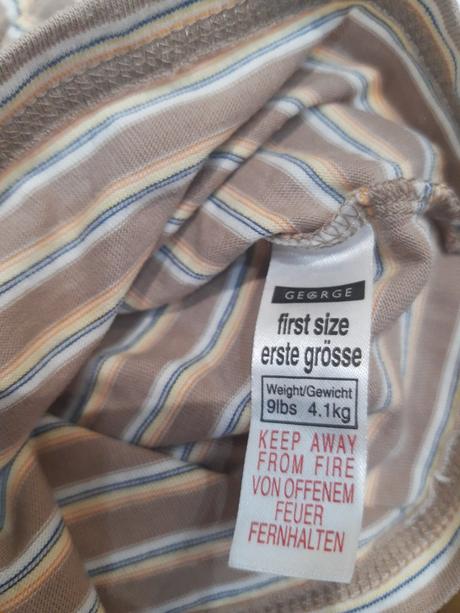 GEORGE
first size
erste grösse
Weight/Gewicht
9lbs 4.1kg
KEEP AWAY
FROM FIRE
VON OFFENEM
FEUER
FERNHALTEN